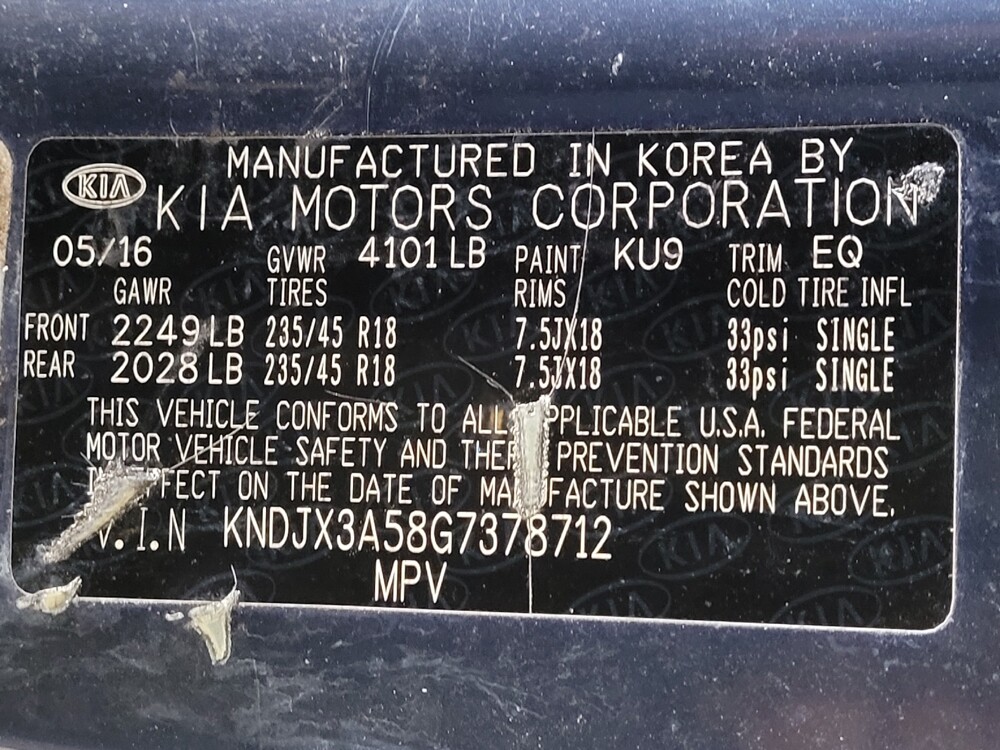 KIA
MANUFACTURED IN KOREA BY
KIA MOTORS CORPORATION
05/16 GVWR 4101 LB PAINT KU9 TRIM EQ
GAWR TIRES RIMS COLD TIRE INFL
FRONT 2249 LB 235/45 R18 7.5JX18 33psi SINGLE
REAR 2028 LB 235/45 R18 7.5JX18 33psi SINGLE
THIS VEHICLE CONFORMS TO ALL APPLICABLE U.S.A. FEDERAL
MOTOR VEHICLE SAFETY AND THEFT PREVENTION STANDARDS
IN EFFECT ON THE DATE OF MANUFACTURE SHOWN ABOVE.
V.I.N KNDJX3A58G7378712
MPV